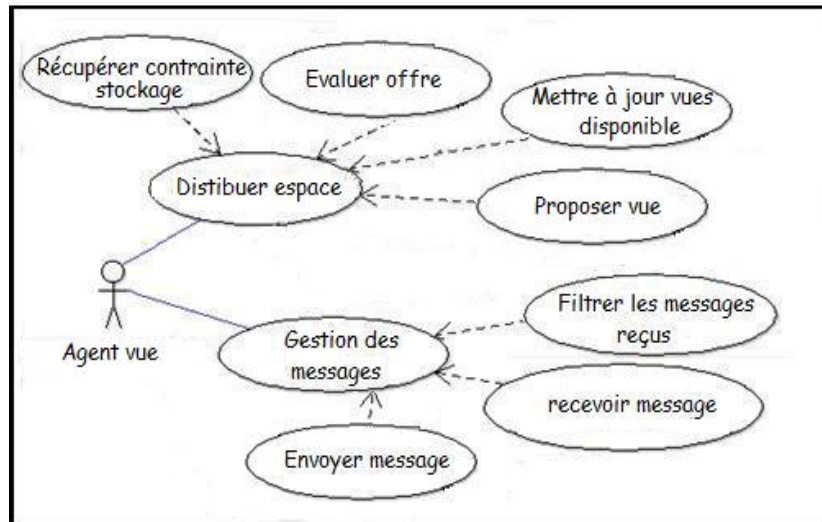 Récupérer contrainte
stockage
Evaluer offre
Mettre à jour vues
disponible
Distibuer espace
Proposer vue
Agent vue
Gestion des
messages
Filtrer les messages
reçus
recevoir message
Envoyer message